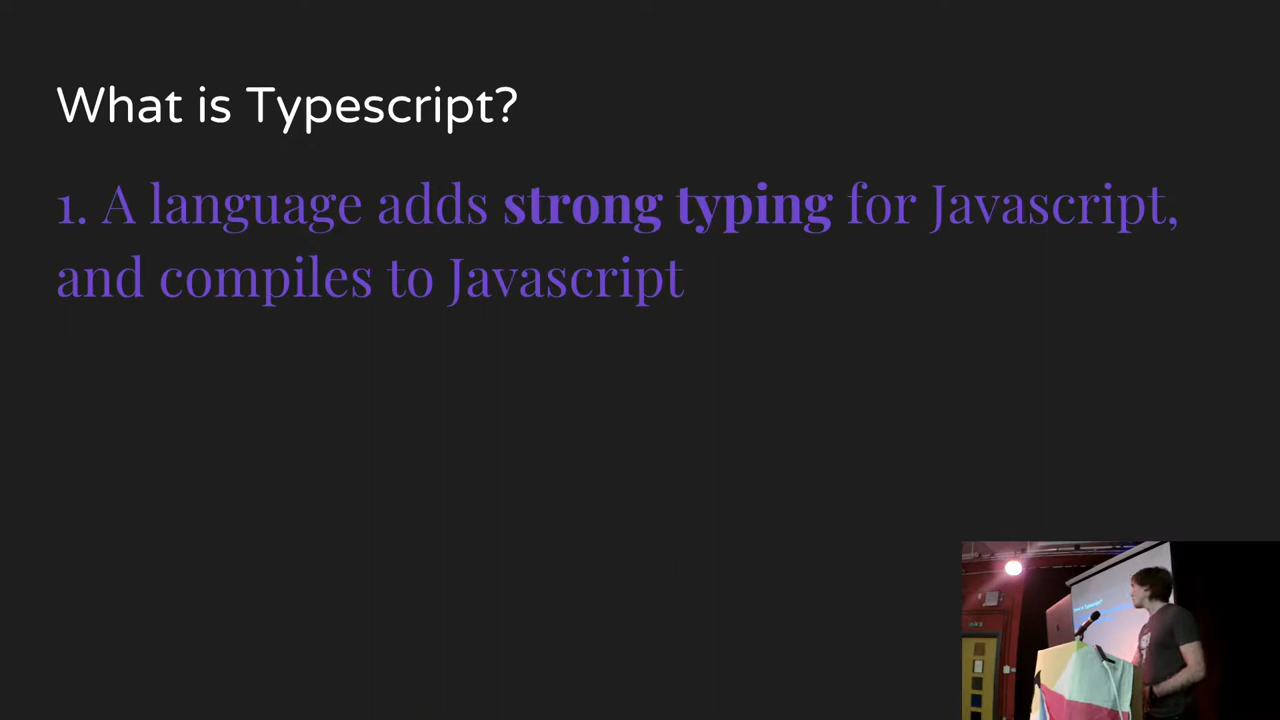 What is Typescript?
1. A language adds strong typing for Javascript,
and compiles to Javascript